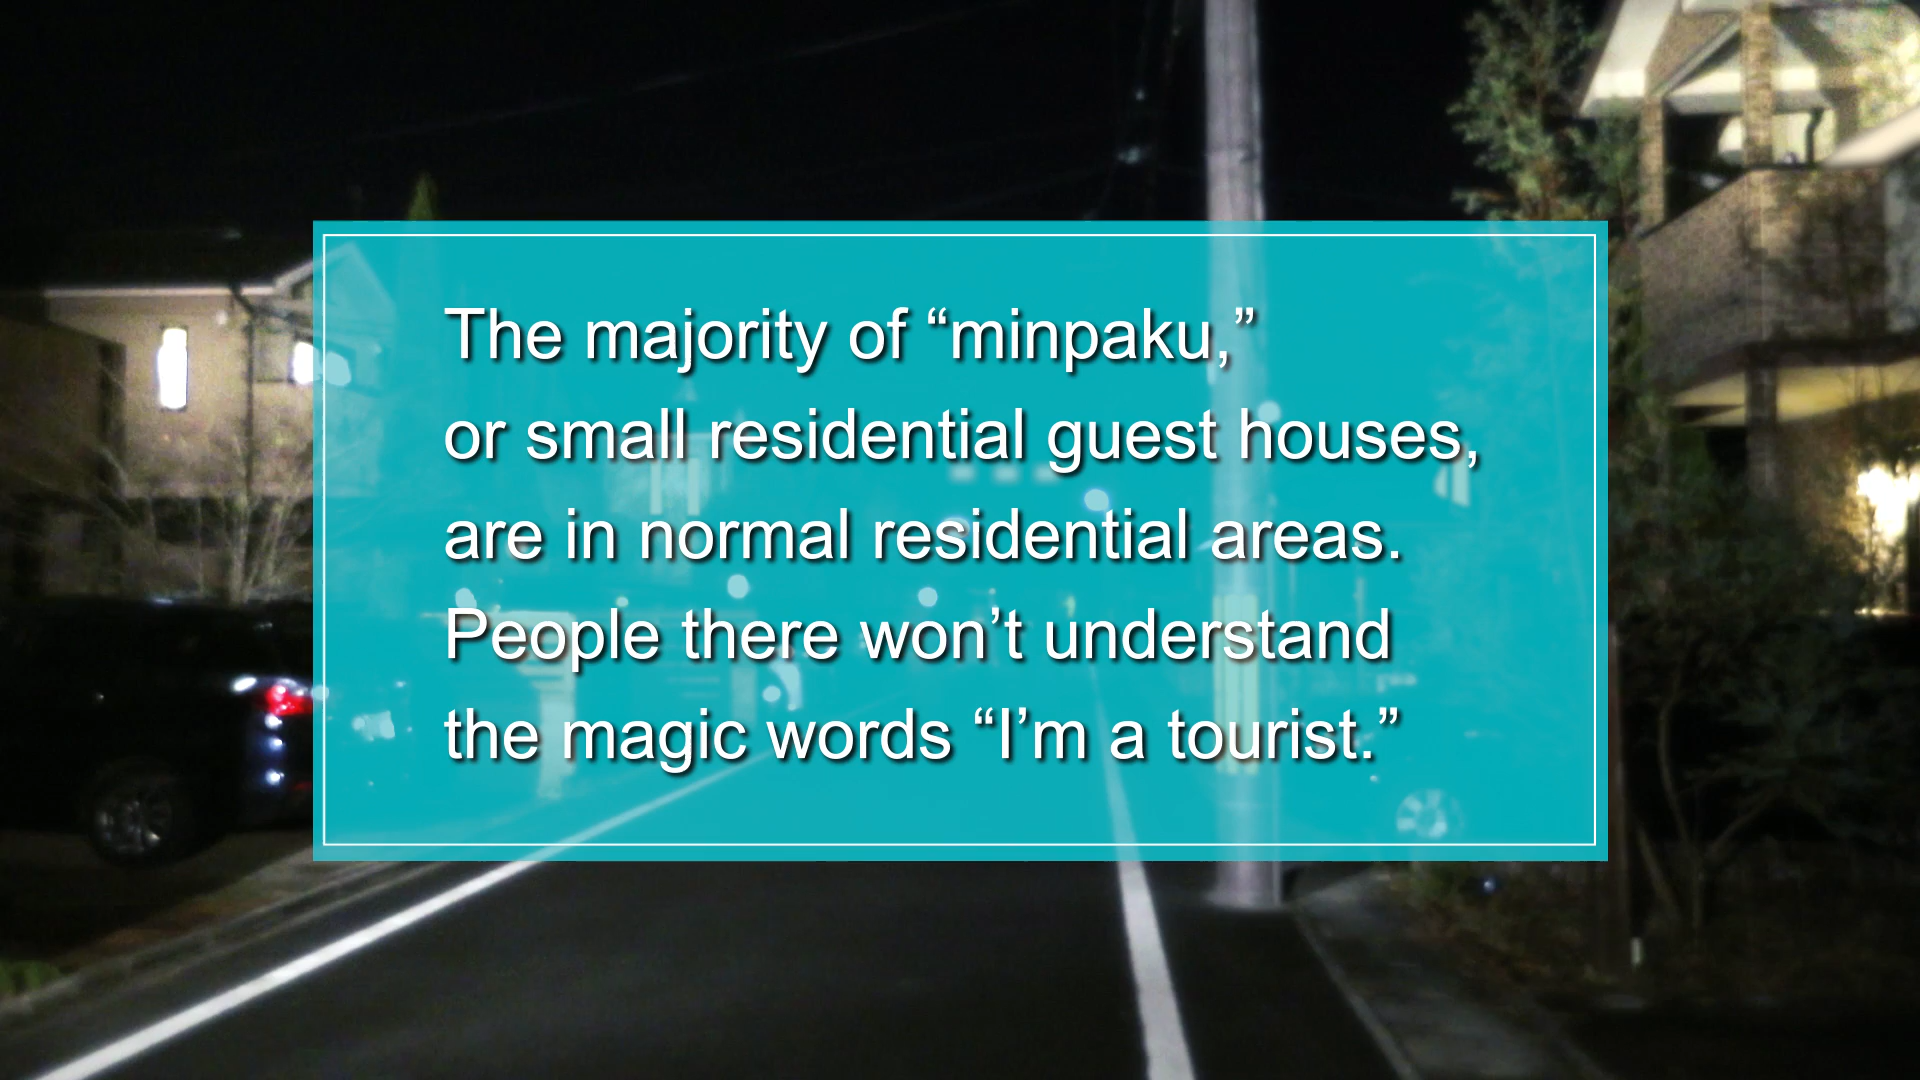 The majority of “minpaku,”
or small residential guest houses,
are in normal residential areas.
People there won’t understand
the magic words “I’m a tourist.”